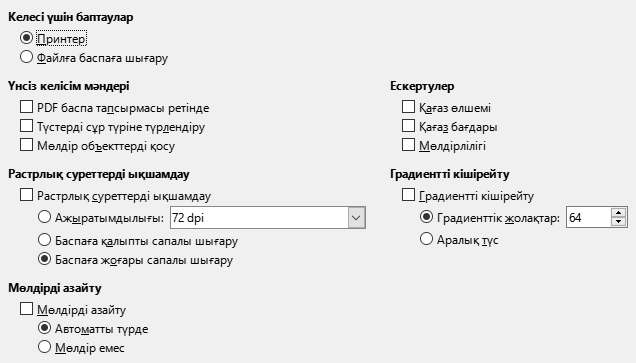 Келесі үшін баптаулар
Принтер
Файлға баспаға шығару
Үнсіз келісім мәндері
PDF баспа тапсырмасы ретінде
Түстерді сұр түріне түрлендіру
Мөлдір объекттерді қосу
Ескертулер
Қағаз өлшемі
Қағаз бағдары
Мөлдірлілігі
Растрлық суреттерді ықшамдау
Растрлық суреттерді ықшамдау
Ажыратымдылығы: 72 dpi
Баспаға қалыпты сапалы шығару
Баспаға жоғары сапалы шығару
Градиентті кішірейту
Градиентті кішірейту
Градиенттік жолақтар: 64
Аралық түс
Мөлдірді азайту
Мөлдірді азайту
Автоматты түрде
Мөлдір емес